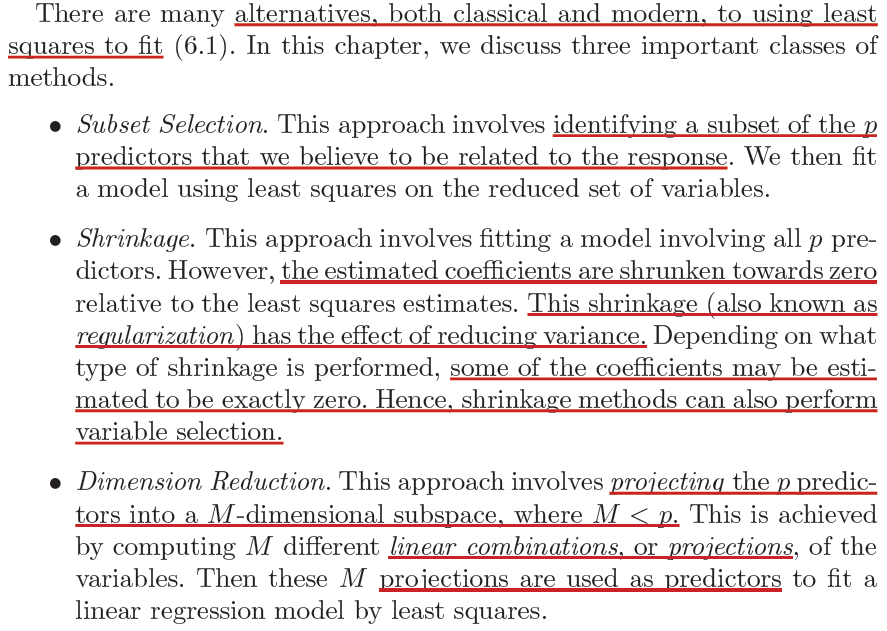 There are many alternatives, both classical and modern, to using least
squares to fit (6.1). In this chapter, we discuss three important classes of
methods.
• Subset Selection. This approach involves identifying a subset of the p
predictors that we believe to be related to the response. We then fit
a model using least squares on the reduced set of variables.
• Shrinkage. This approach involves fitting a model involving all p pre-
dictors. However, the estimated coefficients are shrunken towards zero
relative to the least squares estimates. This shrinkage (also known as
regularization) has the effect of reducing variance. Depending on what
type of shrinkage is performed, some of the coefficients may be esti-
mated to be exactly zero. Hence, shrinkage methods can also perform
variable selection.
• Dimension Reduction. This approach involves projecting the p predic-
tors into a M-dimensional subspace, where M < p. This is achieved
by computing M different linear combinations, or projections, of the
variables. Then these M projections are used as predictors to fit a
linear regression model by least squares.